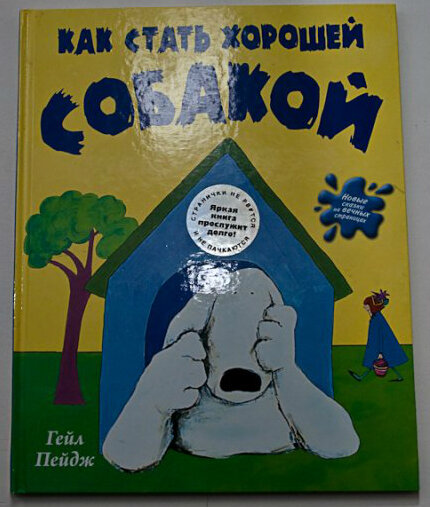 КАК СТАТЬ ХОРОШЕЙ
СОБАКОЙ
СТРАНИЧКИ НЕ РВУТСЯ
И НЕ ПАЧКАЮТСЯ
Яркая
книга
прослужит
долго!
Новые
сказки
на вечных
страницах
Гейл
Пейдж